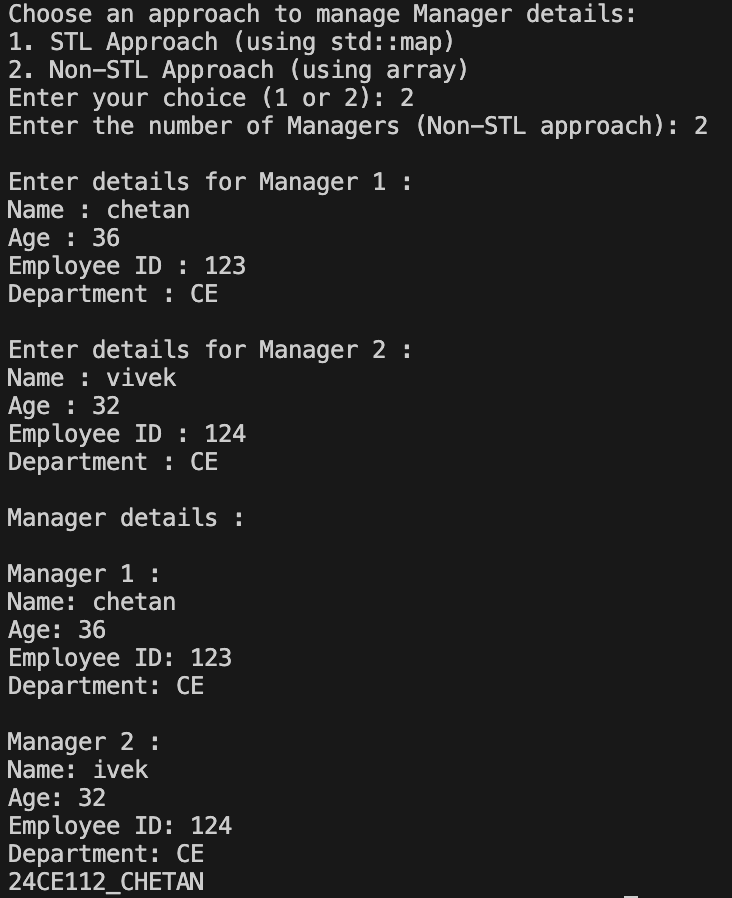 Choose an approach to manage Manager details:
1. STL Approach (using std::map)
2. Non-STL Approach (using array)
Enter your choice (1 or 2): 2
Enter the number of Managers (Non-STL approach): 2

Enter details for Manager 1 :
Name : chetan
Age : 36
Employee ID : 123
Department : CE

Enter details for Manager 2 :
Name : vivek
Age : 32
Employee ID : 124
Department : CE

Manager details :

Manager 1 :
Name: chetan
Age: 36
Employee ID: 123
Department: CE

Manager 2 :
Name: ivek
Age: 32
Employee ID: 124
Department: CE
24CE112_CHETAN